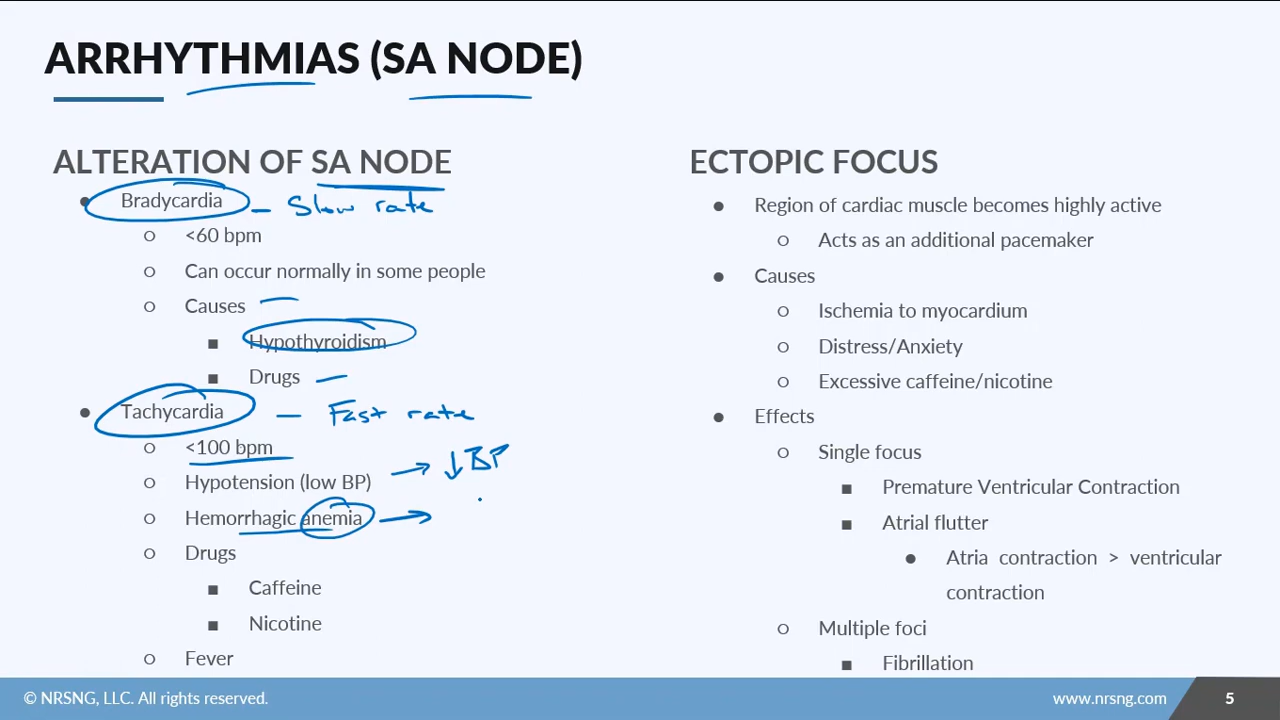 ARRHYTHMIAS (SA NODE)
ALTERATION OF SA NODE
● Bradycardia – Slow rate
○ <60 bpm
○ Can occur normally in some people
○ Causes
■ Hypothyroidism
■ Drugs
● Tachycardia – Fast rate
○ <100 bpm
○ Hypotension (low BP) → ↓BP
○ Hemorrhagic anemia →
○ Drugs
■ Caffeine
■ Nicotine
○ Fever
ECTOPIC FOCUS
● Region of cardiac muscle becomes highly active
○ Acts as an additional pacemaker
● Causes
○ Ischemia to myocardium
○ Distress/Anxiety
○ Excessive caffeine/nicotine
● Effects
○ Single focus
■ Premature Ventricular Contraction
■ Atrial flutter
● Atria contraction > ventricular
contraction
○ Multiple foci
■ Fibrillation
© NRSNG, LLC. All rights reserved.
www.nrsng.com
5